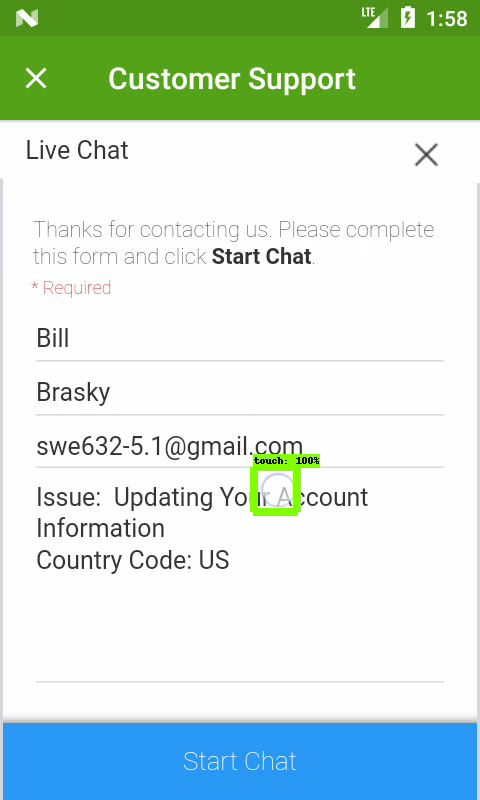 LTE 1:58
Customer Support
Live Chat
Thanks for contacting us. Please complete
this form and click Start Chat.
* Required
Bill
Brasky
swe632-5.1@gmail.com
touch: 100%
Issue:  Updating Your Account
Information
Country Code: US
Start Chat